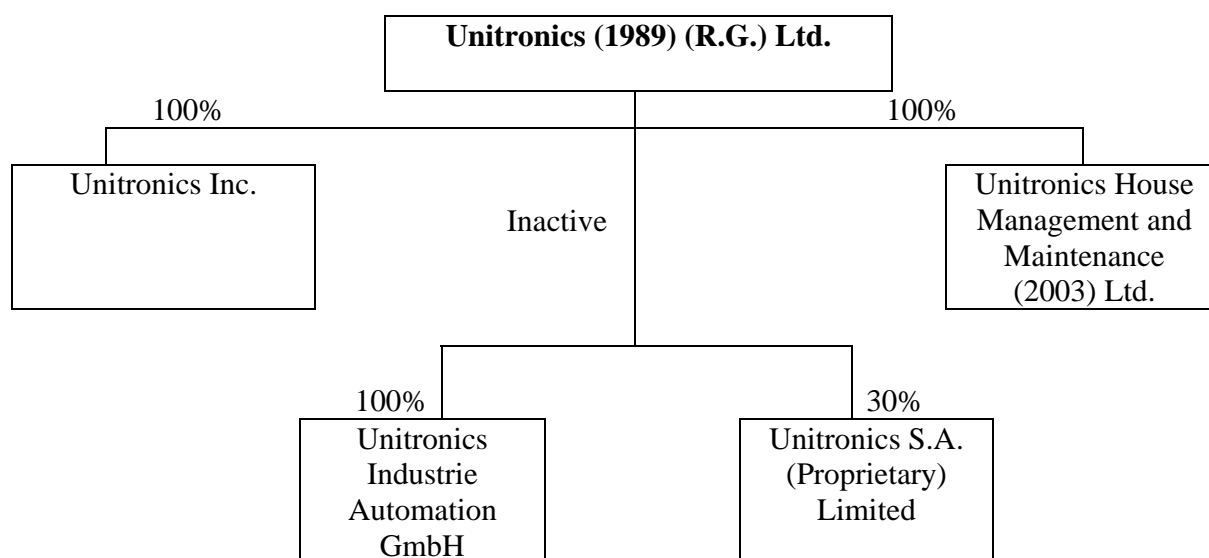 Unitronics (1989) (R.G.) Ltd.
100%
100%
Unitronics Inc.
Unitronics House
Management and
Maintenance
(2003) Ltd.
Inactive
100%
30%
Unitronics
Industrie
Automation
GmbH
Unitronics S.A.
(Proprietary)
Limited